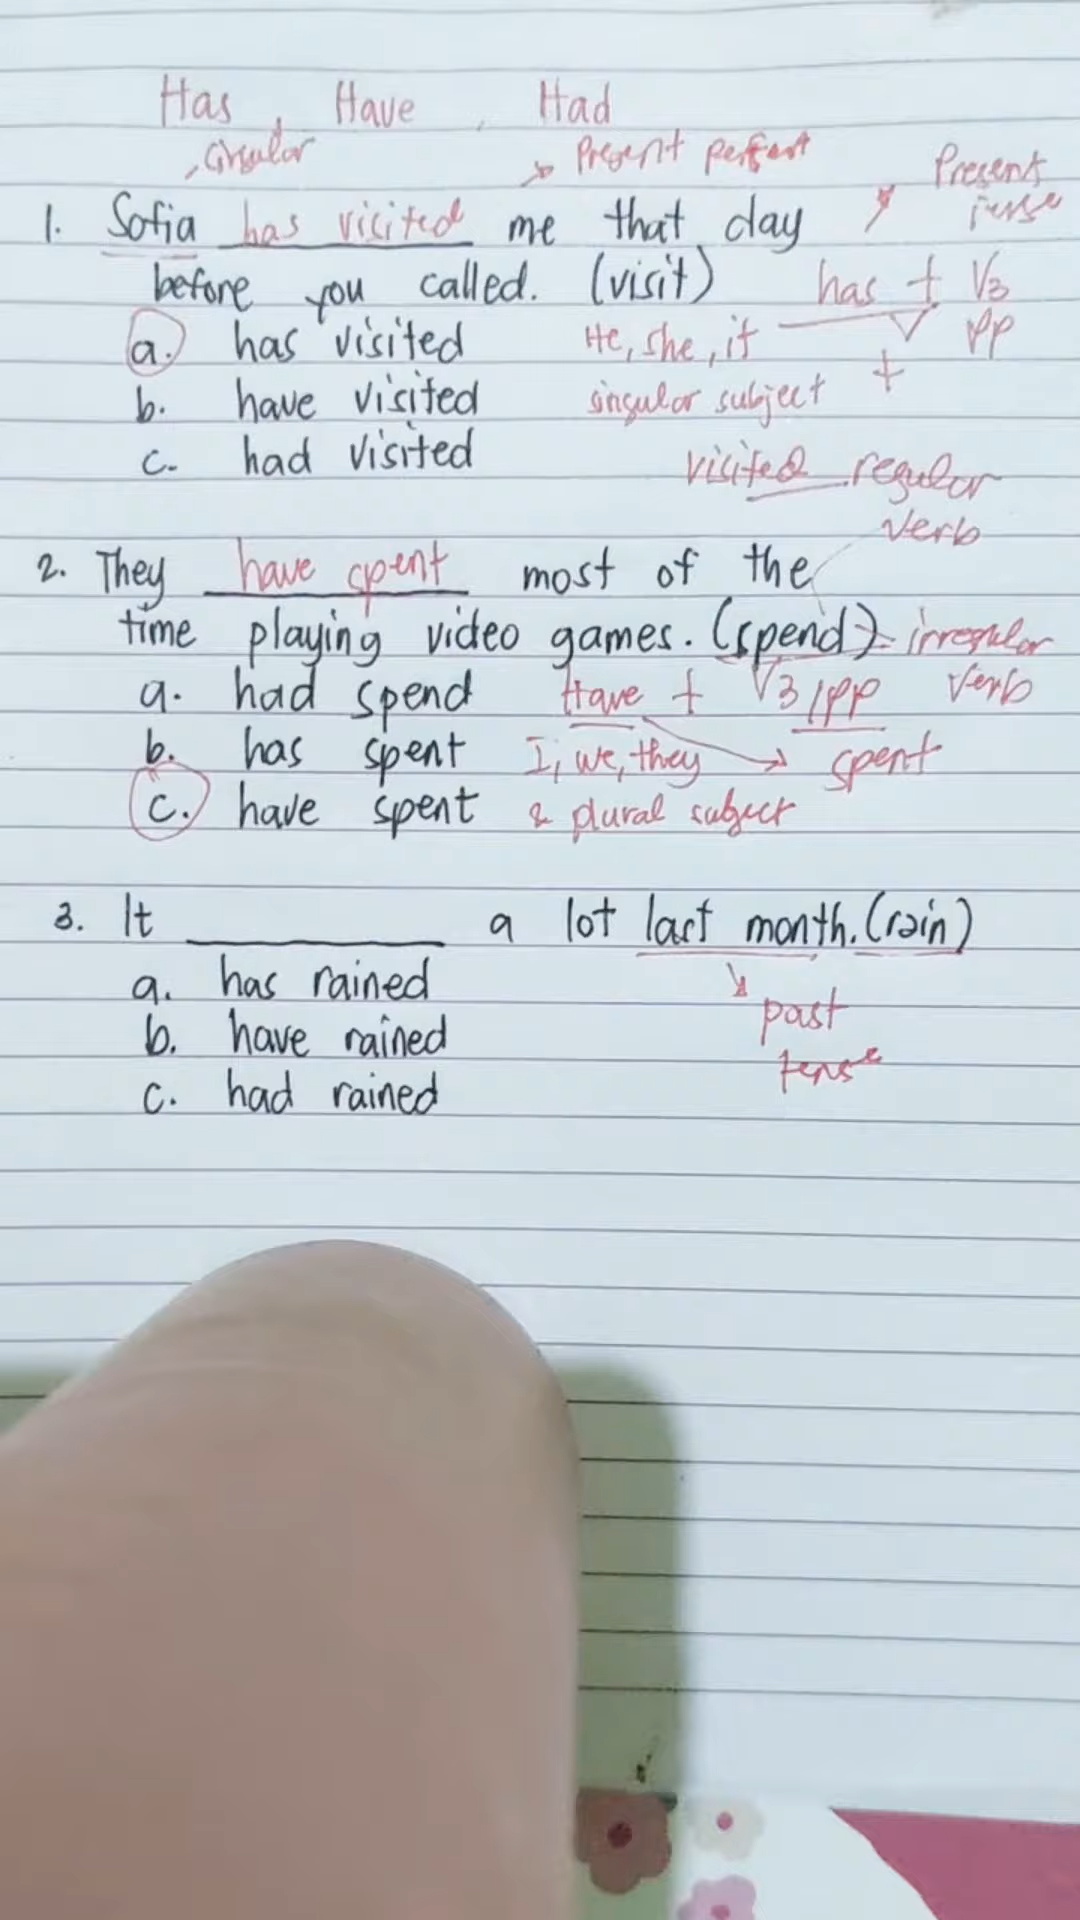 Has , Have , Had
singular
Present perfect
Present
tense
1. Sofia has visited me that day
before you called. (visit)
has + V3
pp
a. has visited
He, she, it
+
b. have visited
singular subject
c. had visited
visited regular
verb
2. They have spent most of the
time playing video games. (spend) irregular
verb
a. had spend
Have + V3/pp
b. has spent
I, we, they
spent
c. have spent
& plural subject
3. It ________ a lot last month. (rain)
a. has rained
past
tense
b. have rained
c. had rained